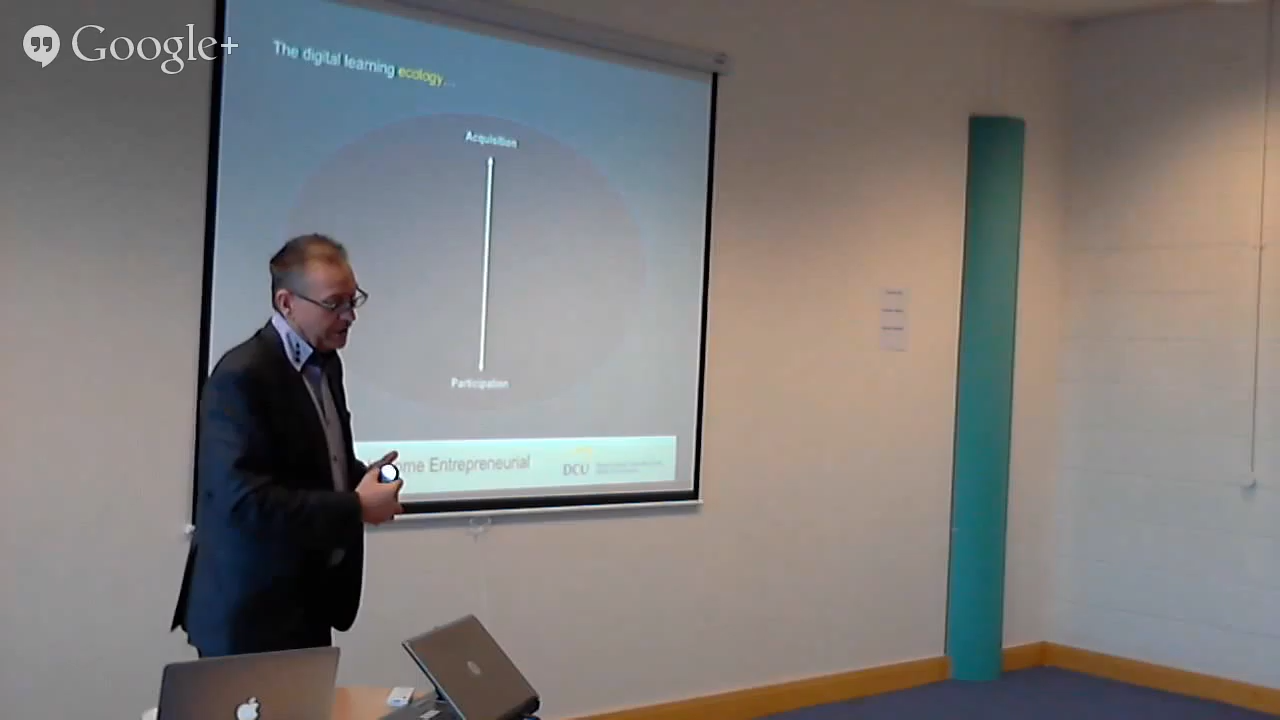 Google+
The digital learning ecology...
Acquisition
Participation
me Entrepreneurial
DCU